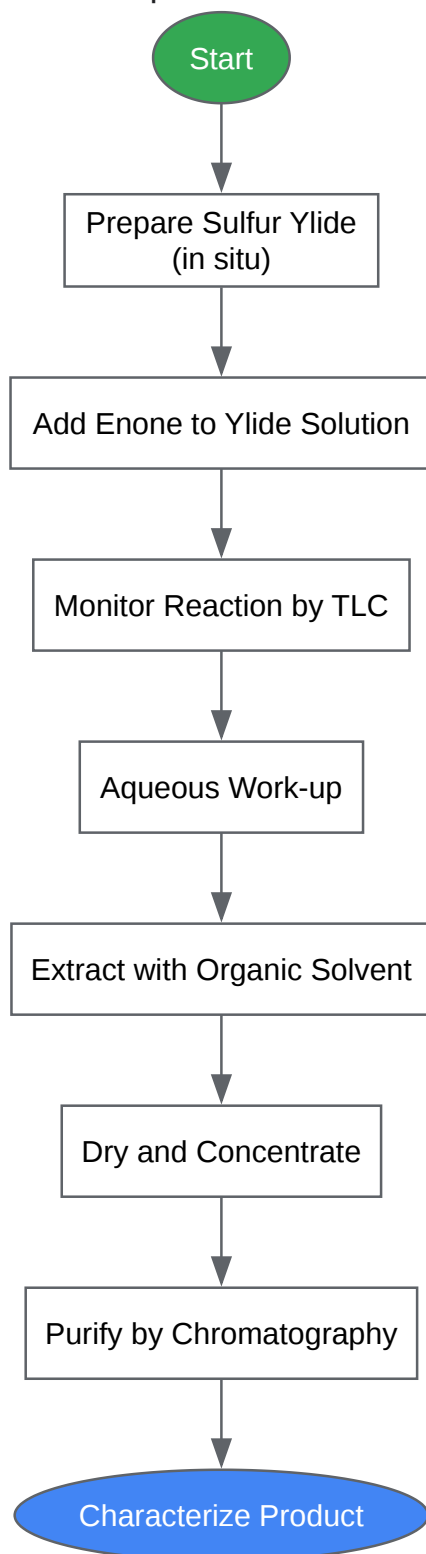 Start
Prepare Sulfur Ylide
(in situ)
Add Enone to Ylide Solution
Monitor Reaction by TLC
Aqueous Work-up
Extract with Organic Solvent
Dry and Concentrate
Purify by Chromatography
Characterize Product